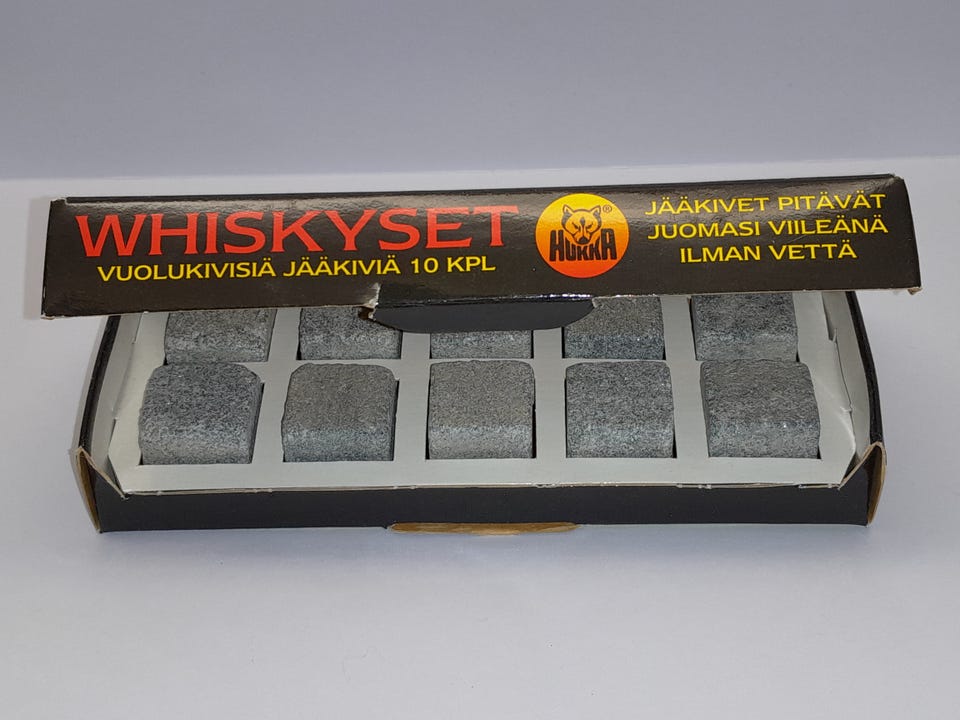 WHISKYSET
VUOLUKIVISIÄ JÄÄKIVIÄ 10 KPL
HUKKA®
JÄÄKIVET PITÄVÄT
JUOMASI VIILEÄNÄ
ILMAN VETTÄ